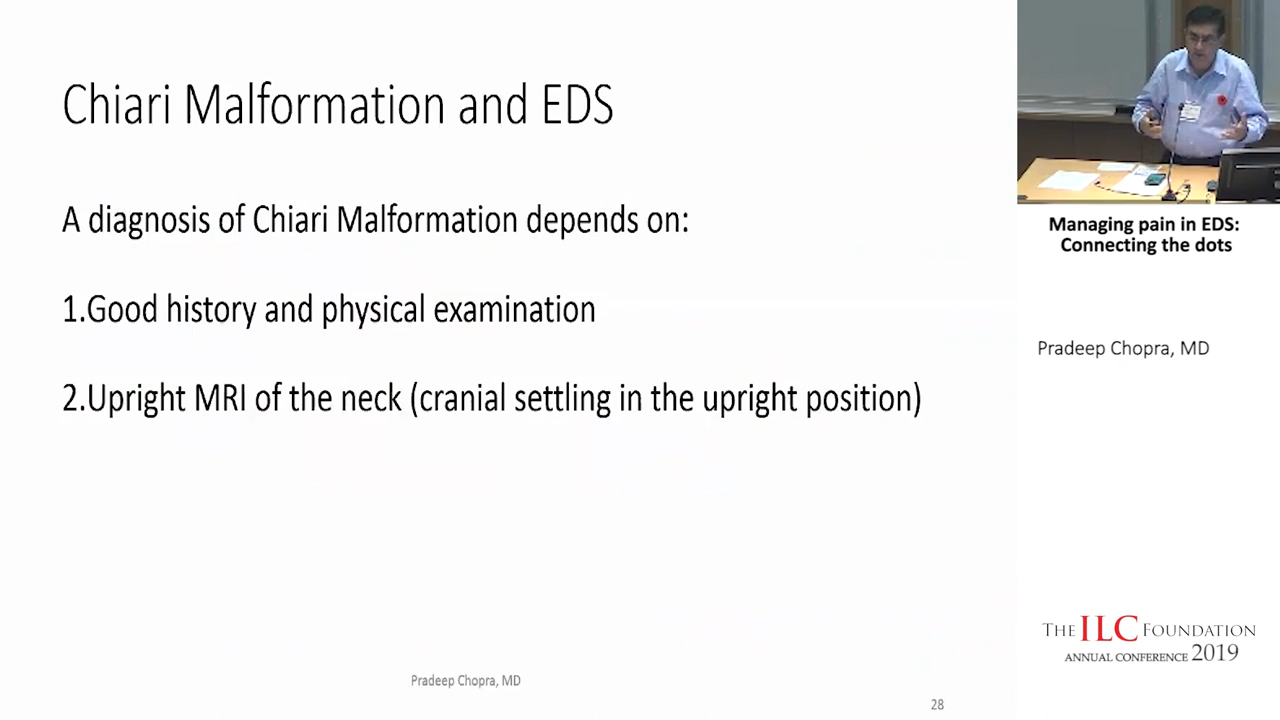 Chiari Malformation and EDS
A diagnosis of Chiari Malformation depends on:
1.Good history and physical examination
2.Upright MRI of the neck (cranial settling in the upright position)
Pradeep Chopra, MD
28
Managing pain in EDS:
Connecting the dots
Pradeep Chopra, MD
THE ILC FOUNDATION
ANNUAL CONFERENCE 2019